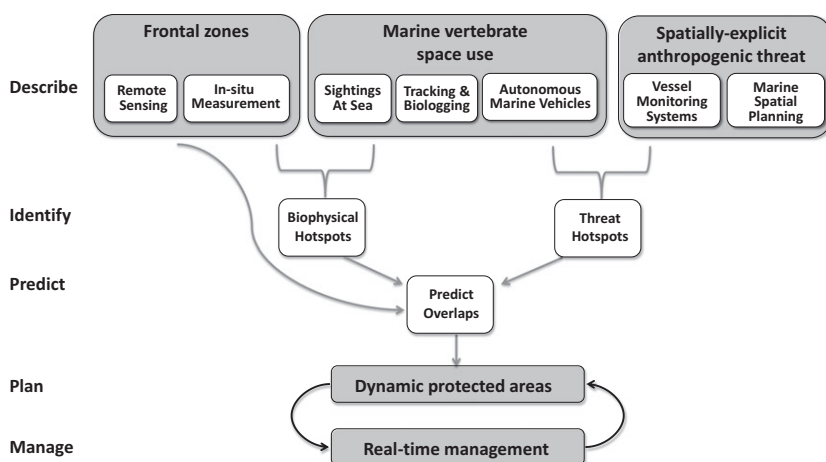 Frontal zones
Marine vertebrate
space use
Spatially-explicit
anthropogenic threat
Describe
Remote
Sensing
In-situ
Measurement
Sightings
At Sea
Tracking &
Biologging
Autonomous
Marine Vehicles
Vessel
Monitoring
Systems
Marine
Spatial
Planning
Identify
Biophysical
Hotspots
Threat
Hotspots
Predict
Predict
Overlaps
Plan
Dynamic protected areas
Manage
Real-time management